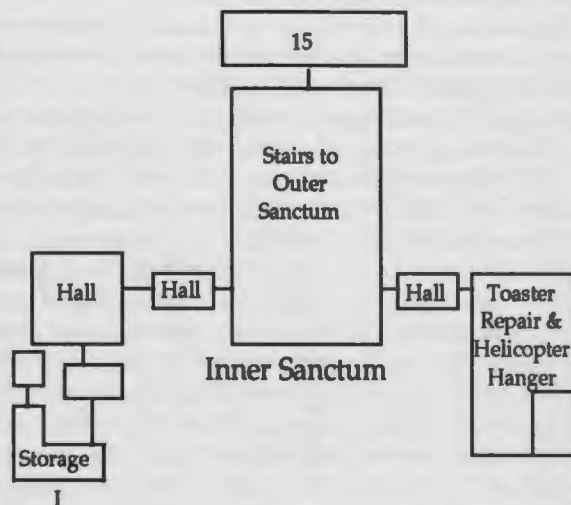 15
Stairs to
Outer
Sanctum
Hall
Hall
Hall
Toaster
Repair &
Helicopter
Hanger
Inner Sanctum
Storage